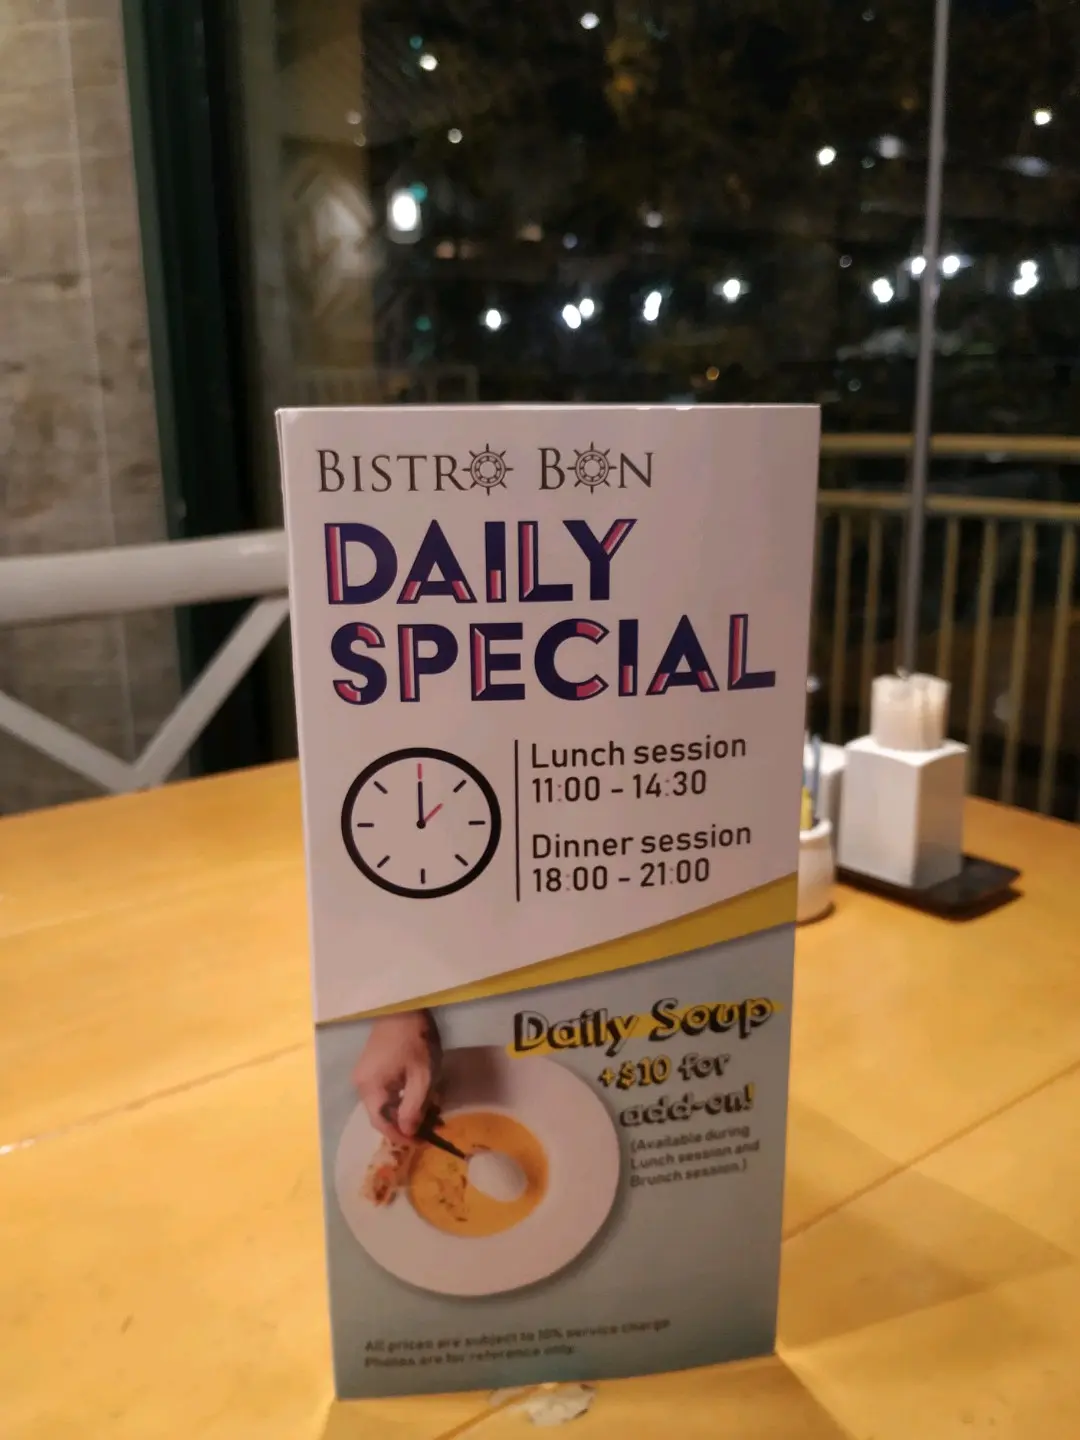 BISTRO BON
DAILY
SPECIAL
Lunch session
11:00 - 14:30
Dinner session
18:00 - 21:00
Daily Soup
+$10 for
add-on!
(Available during
Lunch session and
Brunch session.)
All prices are subject to 10% service charge
Photos are for reference only.